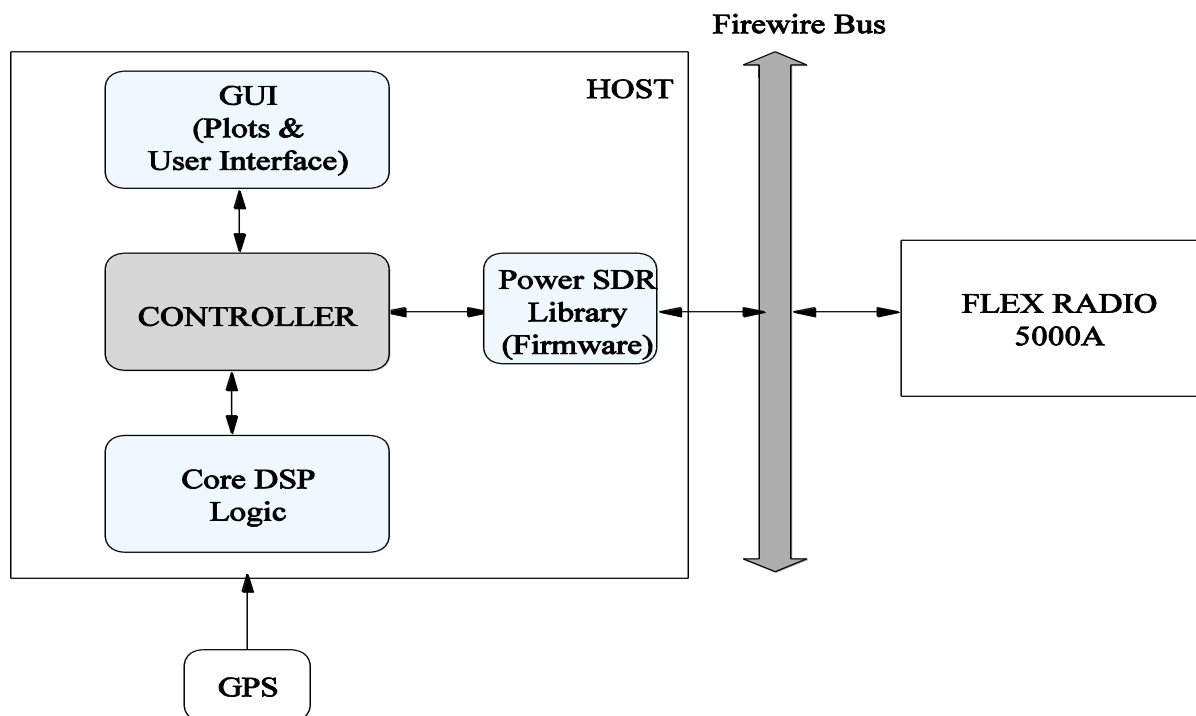 Firewire Bus
HOST
GUI
(Plots &
User Interface)
CONTROLLER
Power SDR
Library
(Firmware)
FLEX RADIO
5000A
Core DSP
Logic
GPS